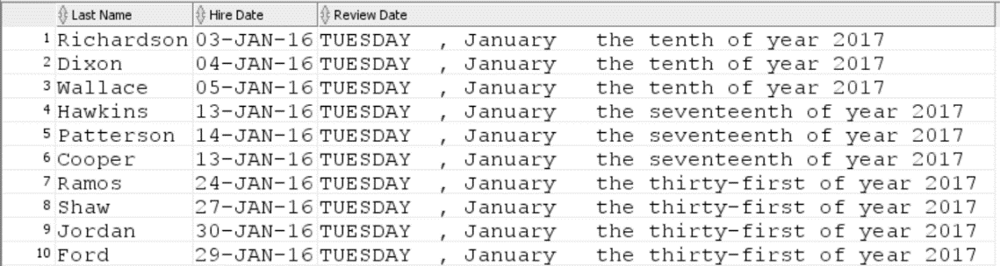 Last Name Hire Date Review Date
1 Richardson 03-JAN-16 TUESDAY , January the tenth of year 2017
2 Dixon 04-JAN-16 TUESDAY , January the tenth of year 2017
3 Wallace 05-JAN-16 TUESDAY , January the tenth of year 2017
4 Hawkins 13-JAN-16 TUESDAY , January the seventeenth of year 2017
5 Patterson 14-JAN-16 TUESDAY , January the seventeenth of year 2017
6 Cooper 13-JAN-16 TUESDAY , January the seventeenth of year 2017
7 Ramos 24-JAN-16 TUESDAY , January the thirty-first of year 2017
8 Shaw 27-JAN-16 TUESDAY , January the thirty-first of year 2017
9 Jordan 30-JAN-16 TUESDAY , January the thirty-first of year 2017
10 Ford 29-JAN-16 TUESDAY , January the thirty-first of year 2017